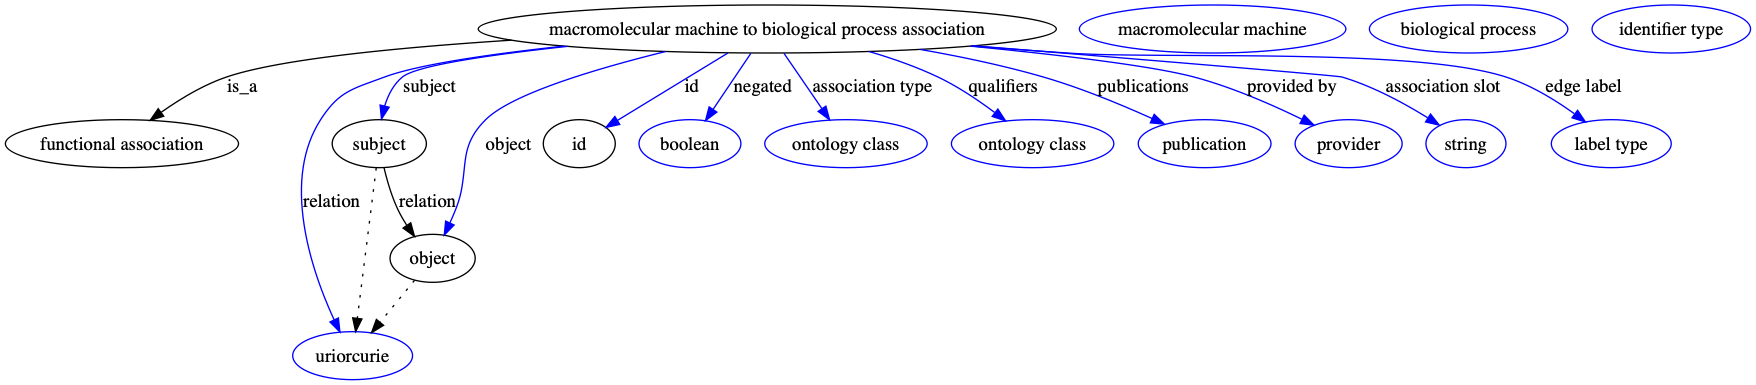 macromolecular machine to biological process association
macromolecular machine
biological process
identifier type
is_a
subject
id
negated
association type
qualifiers
publications
provided by
association slot
edge label
functional association
subject
object
id
boolean
ontology class
ontology class
publication
provider
string
label type
relation
relation
object
uriorcurie